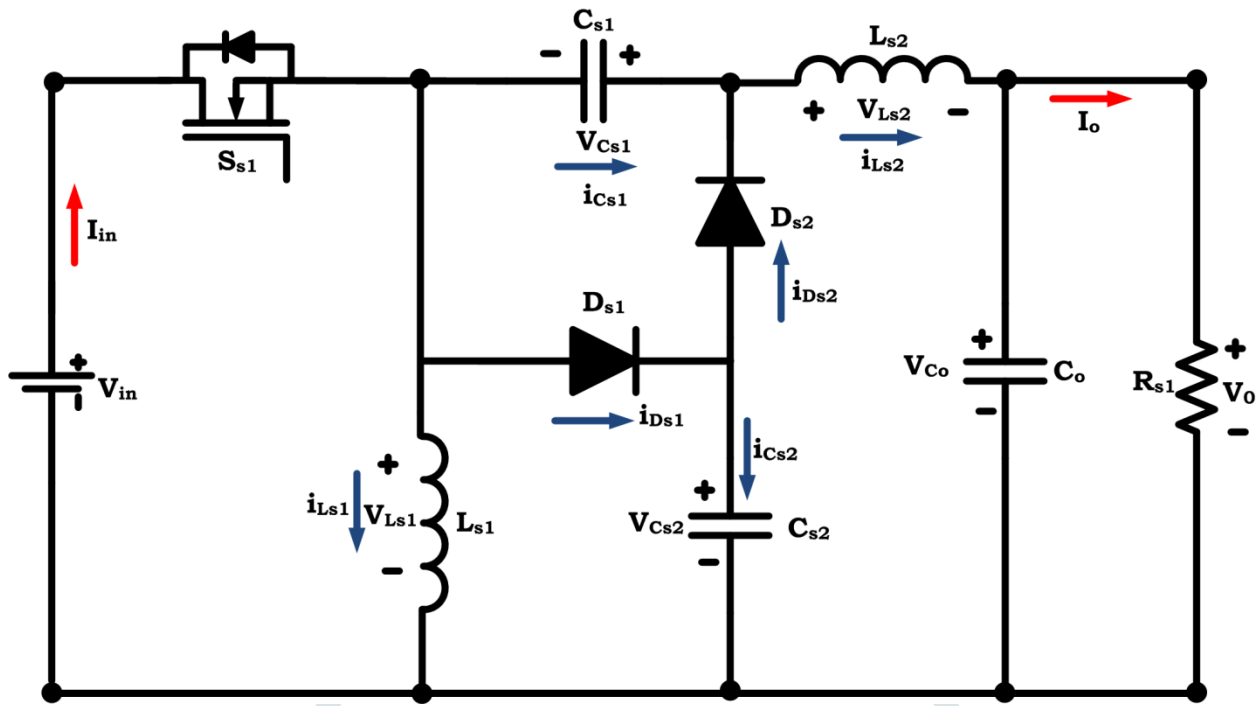 Cs1
Ls2
- +
VCs1
iCs1
Ss1
+ VLs2 -
iLs2
Io
Iin
Ds2
iDs2
Ds1
iDs1
+
Vin
-
VCo
+
-
Co
Rs1
+
V0
-
iCs2
iLs1
+
VLs1
-
Ls1
VCs2
+
-
Cs2